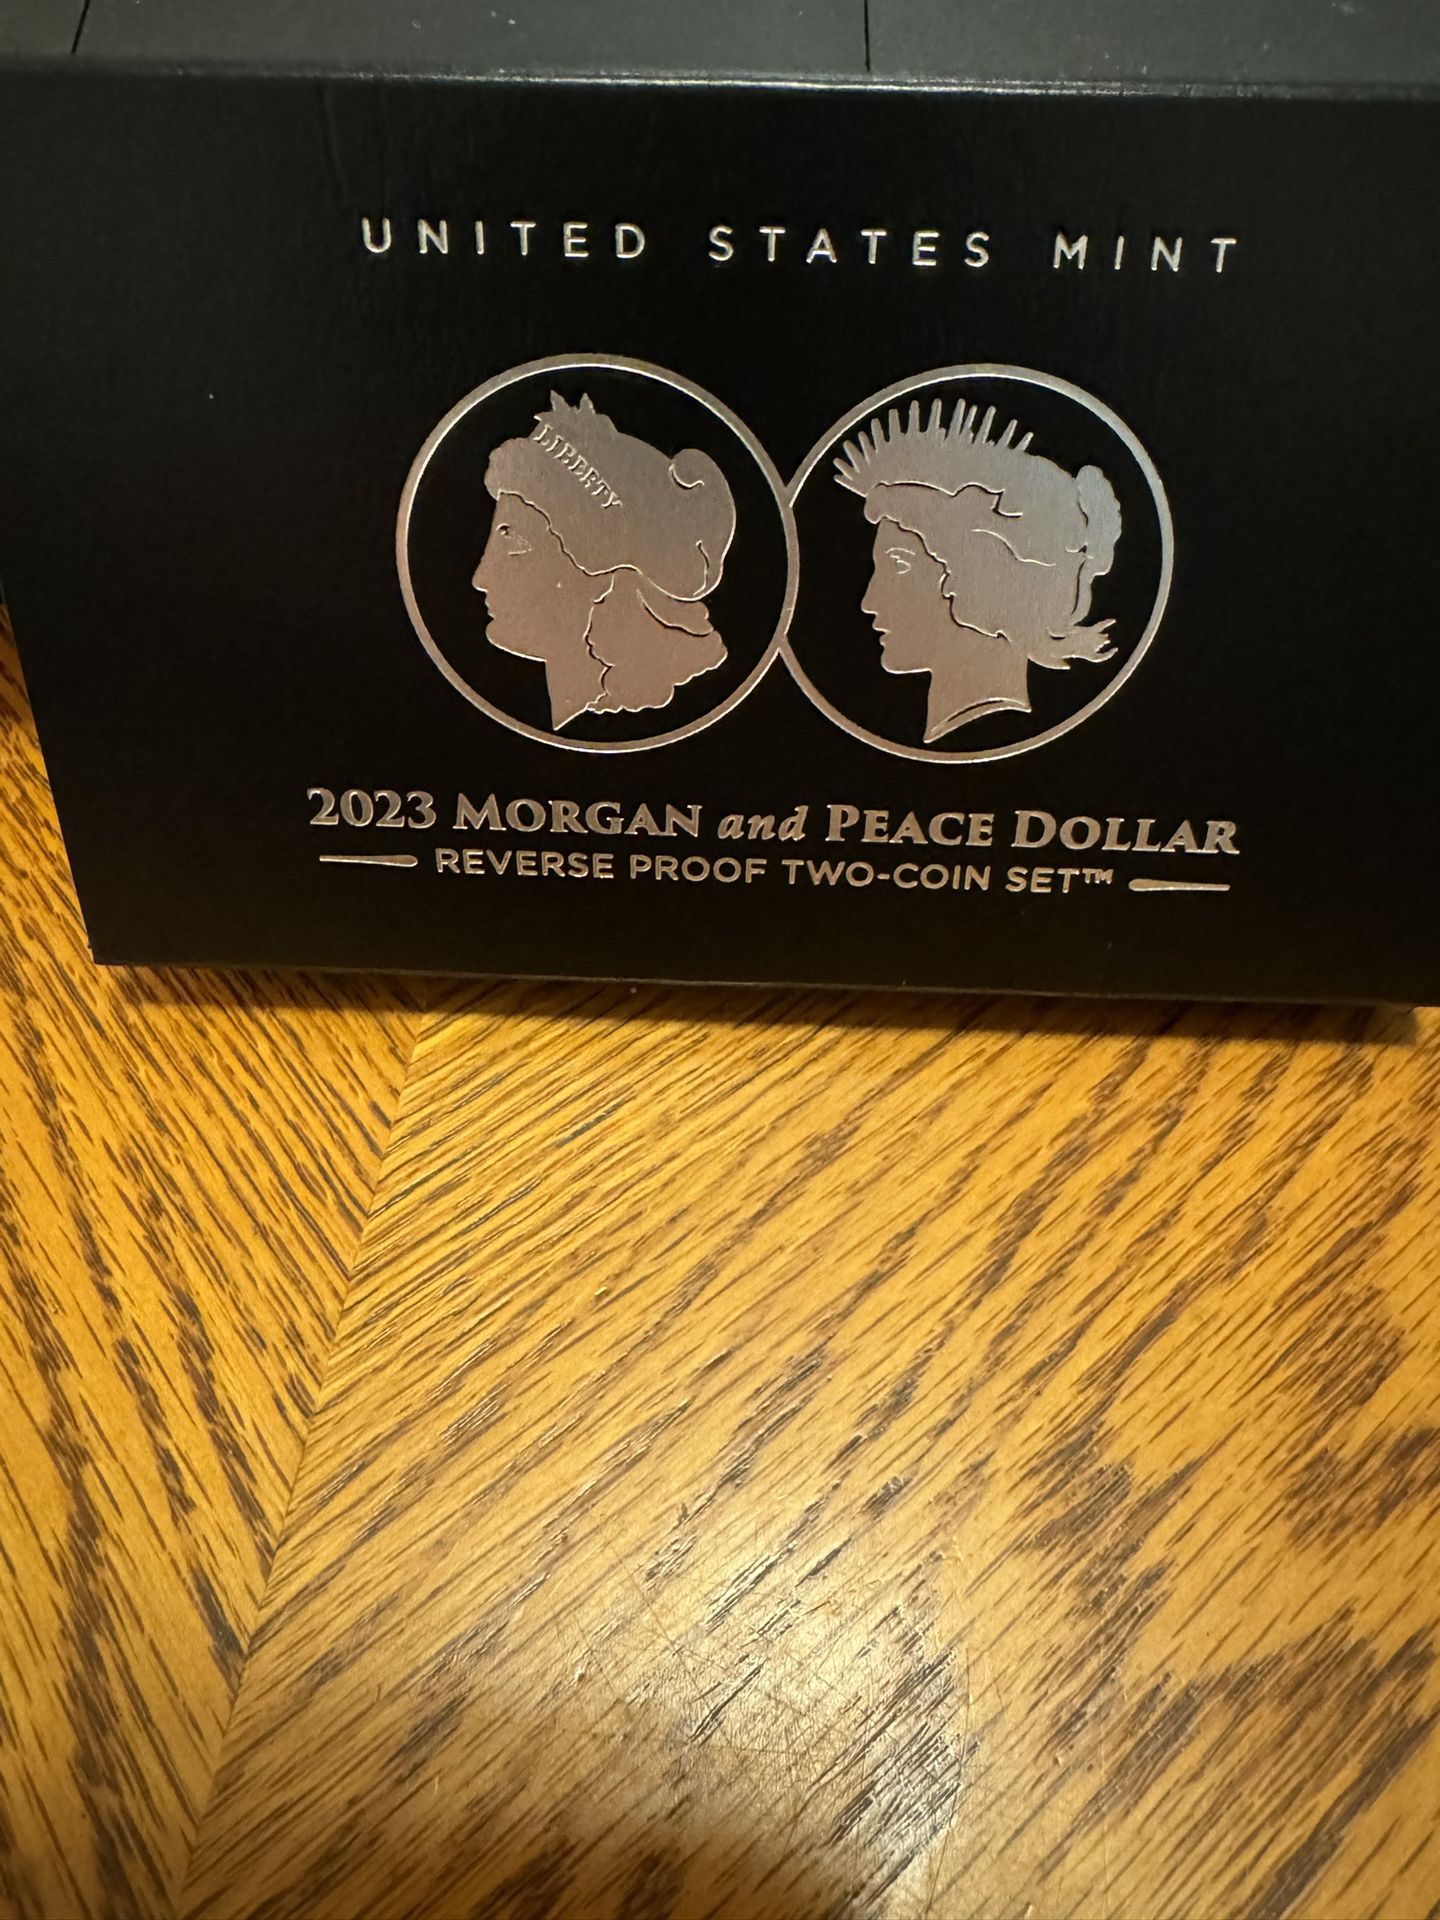 UNITED STATES MINT
LIBERTY
2023 MORGAN and PEACE DOLLAR
REVERSE PROOF TWO-COIN SET™